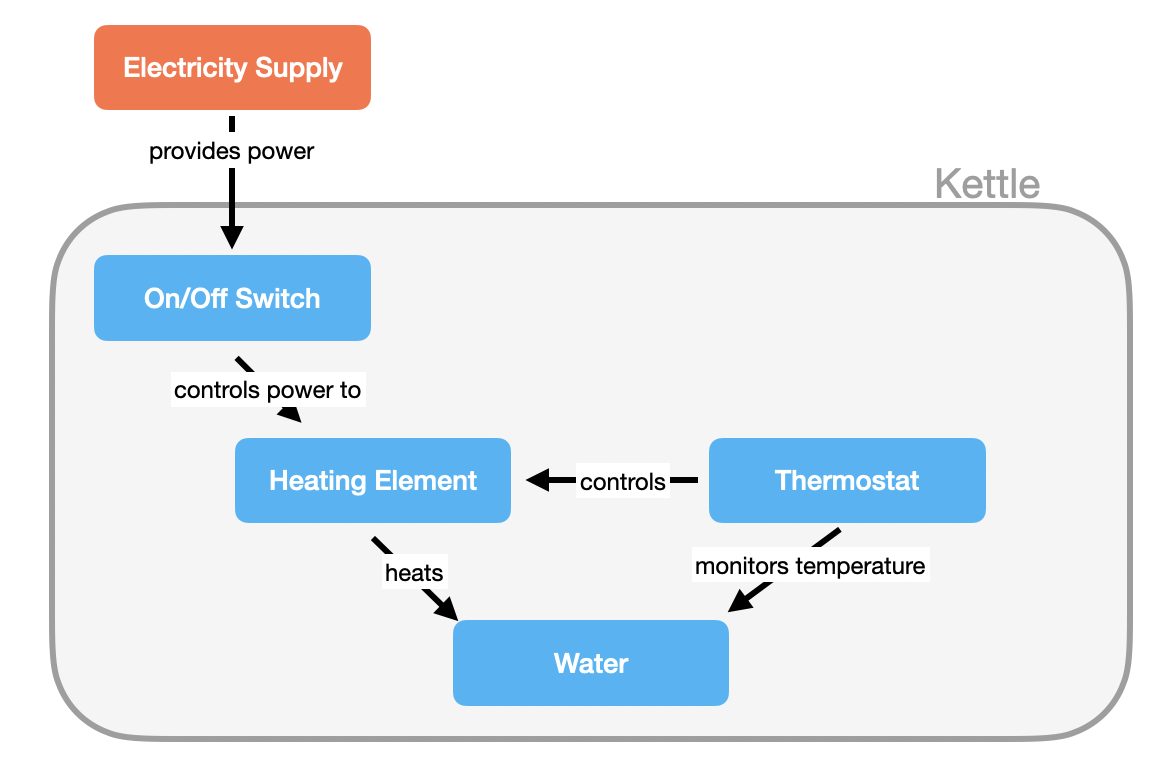 Electricity Supply
provides power
Kettle
On/Off Switch
controls power to
Heating Element
controls
Thermostat
heats
monitors temperature
Water